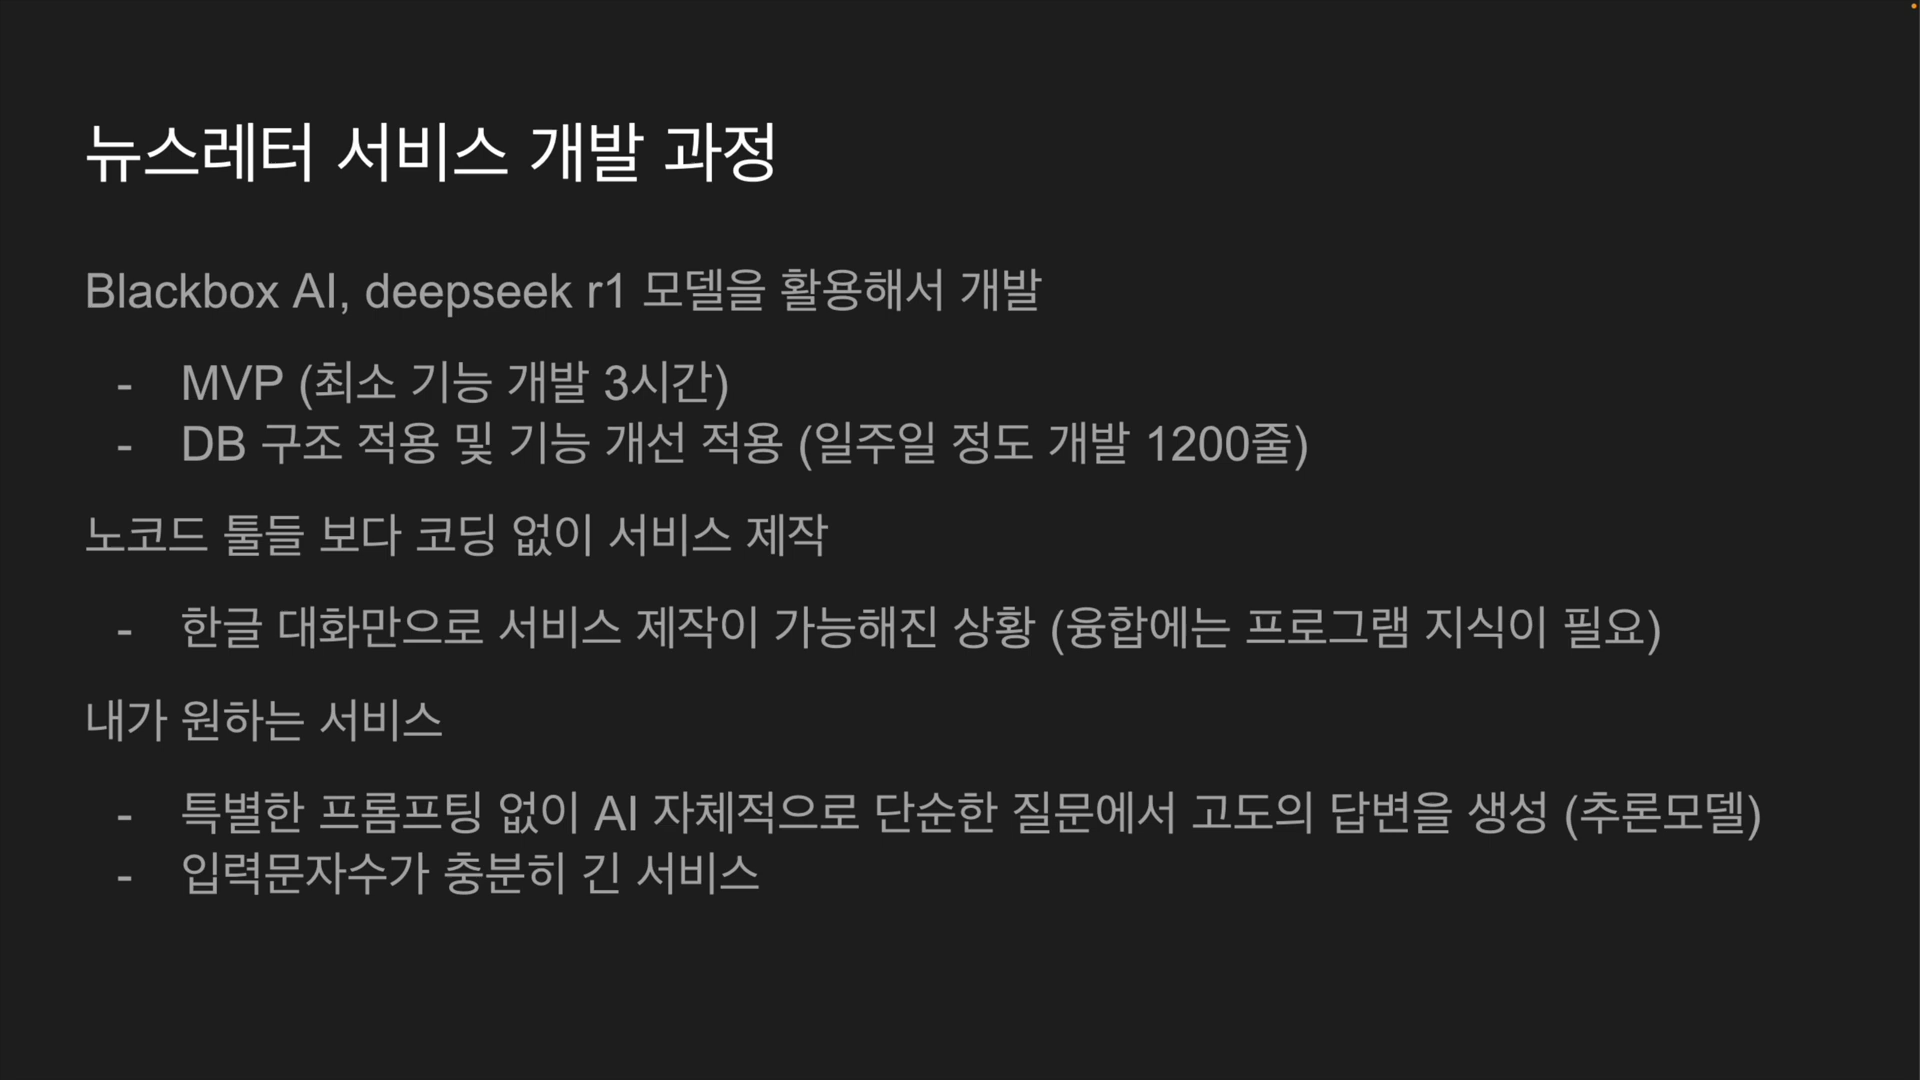 뉴스레터 서비스 개발 과정
Blackbox AI, deepseek r1 모델을 활용해서 개발
- MVP (최소 기능 개발 3시간)
- DB 구조 적용 및 기능 개선 적용 (일주일 정도 개발 1200줄)
노코드 툴들 보다 코딩 없이 서비스 제작
- 한글 대화만으로 서비스 제작이 가능해진 상황 (융합에는 프로그램 지식이 필요)
내가 원하는 서비스
- 특별한 프롬프팅 없이 AI 자체적으로 단순한 질문에서 고도의 답변을 생성 (추론모델)
- 입력문자수가 충분히 긴 서비스